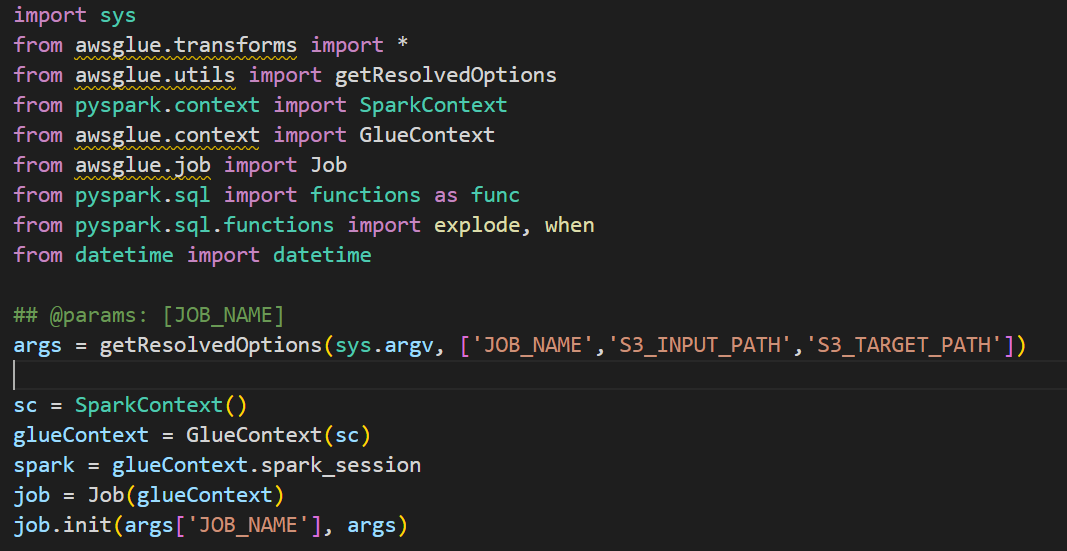 import sys
from awsglue.transforms import *
from awsglue.utils import getResolvedOptions
from pyspark.context import SparkContext
from awsglue.context import GlueContext
from awsglue.job import Job
from pyspark.sql import functions as func
from pyspark.sql.functions import explode, when
from datetime import datetime
## @params: [JOB_NAME]
args = getResolvedOptions(sys.argv, ['JOB_NAME','S3_INPUT_PATH','S3_TARGET_PATH'])
sc = SparkContext()
glueContext = GlueContext(sc)
spark = glueContext.spark_session
job = Job(glueContext)
job.init(args['JOB_NAME'], args)